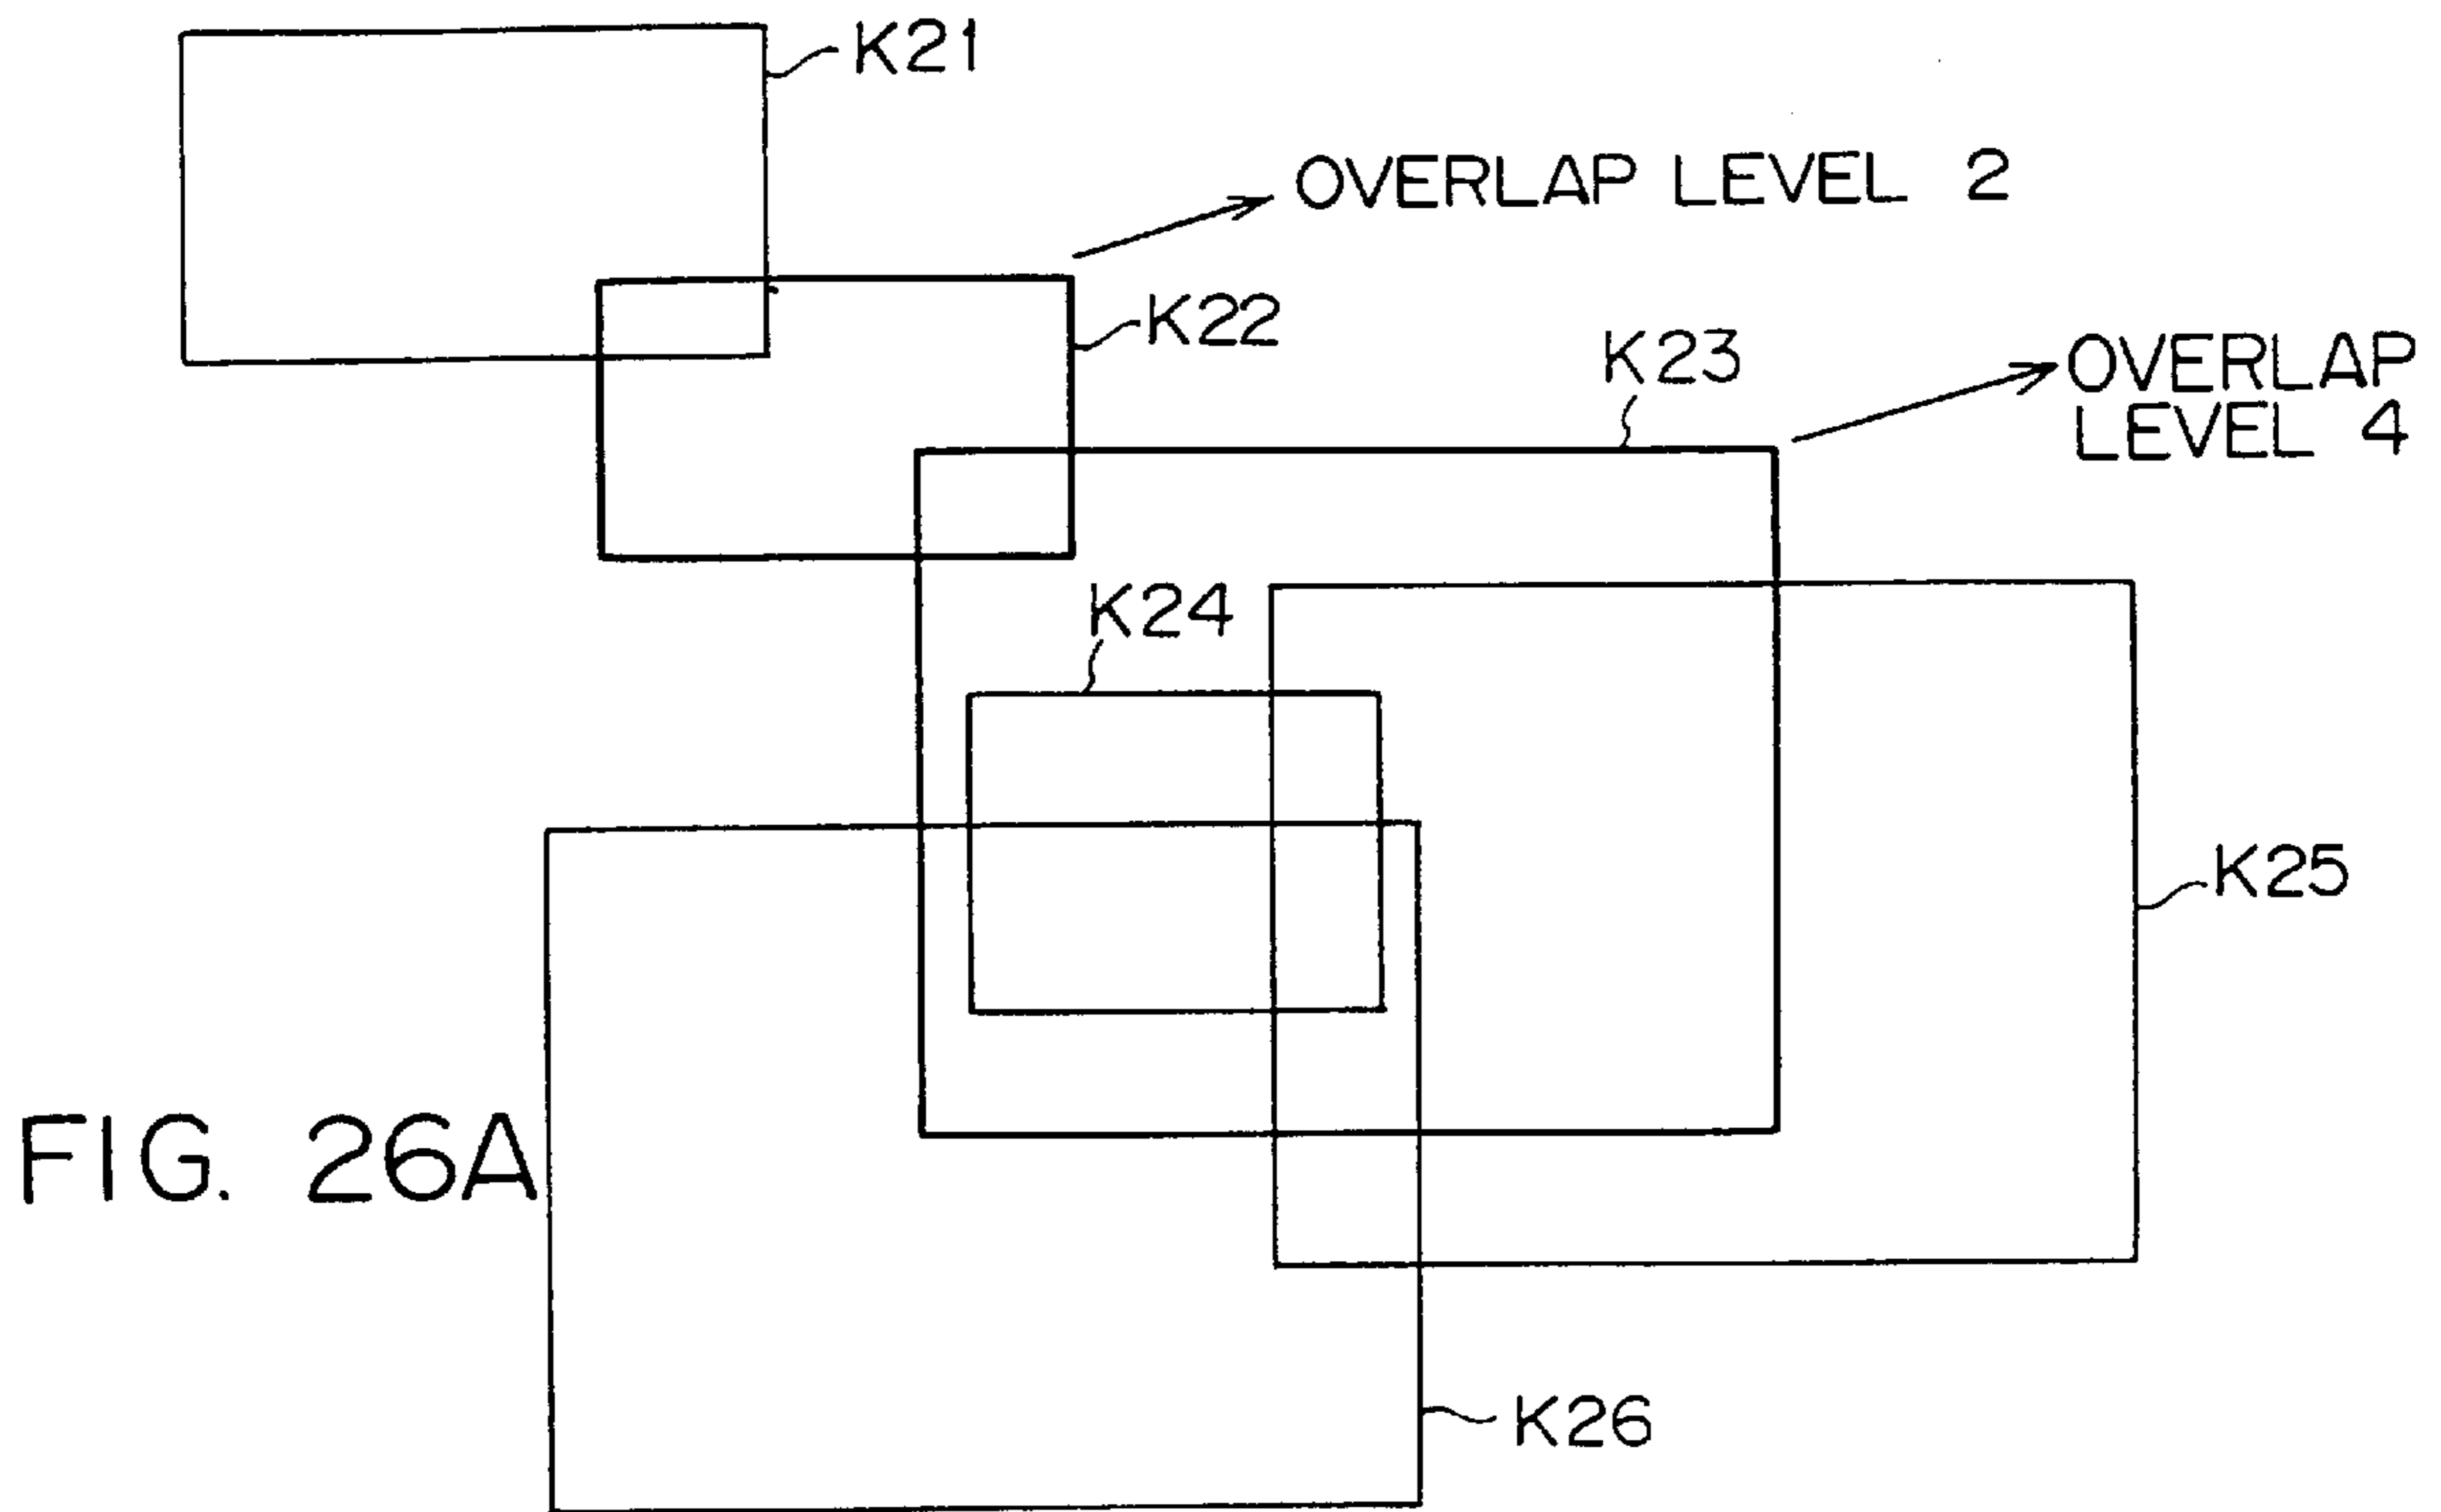 K21
OVERLAP LEVEL 2
K22
K23
OVERLAP
LEVEL 4
K24
K25
FIG. 26A
K26